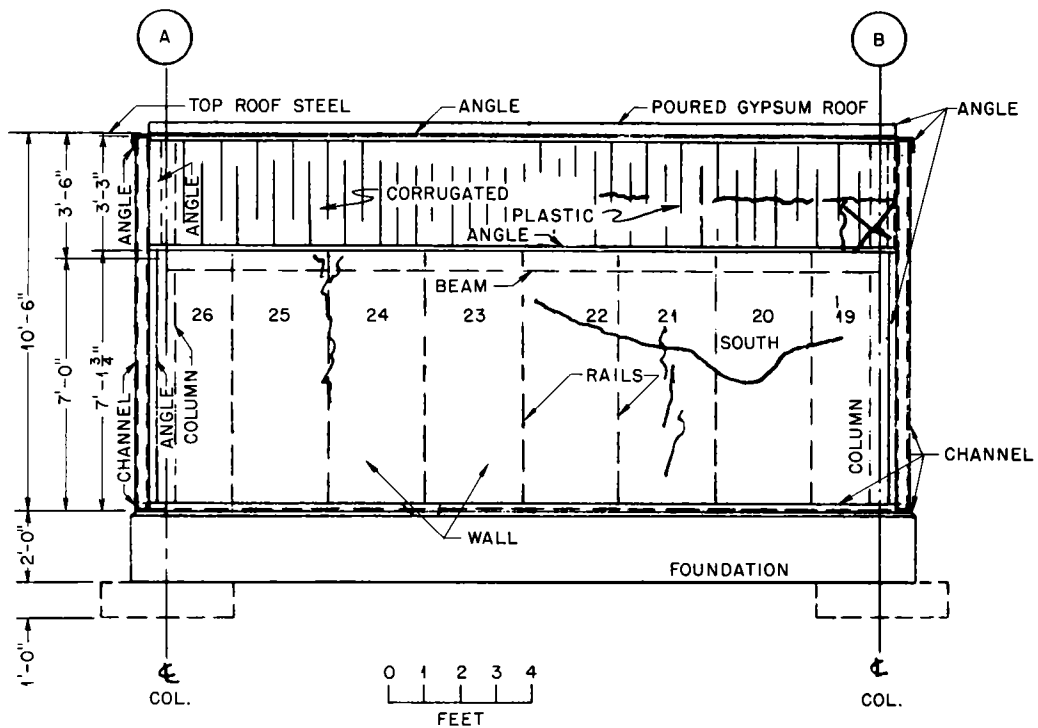 A
B
TOP ROOF STEEL
ANGLE
POURED GYPSUM ROOF
ANGLE
3'-6"
3'-3"
ANGLE
ANGLE
CORRUGATED
PLASTIC
ANGLE
BEAM
10'-6"
7'-0"
7'-1 3/4"
26
25
24
23
22
21
20
19
SOUTH
RAILS
CHANNEL
ANGLE
COLUMN
COLUMN
CHANNEL
WALL
2'-0"
FOUNDATION
1'-0"
℄
COL.
0 1 2 3 4
FEET
℄
COL.